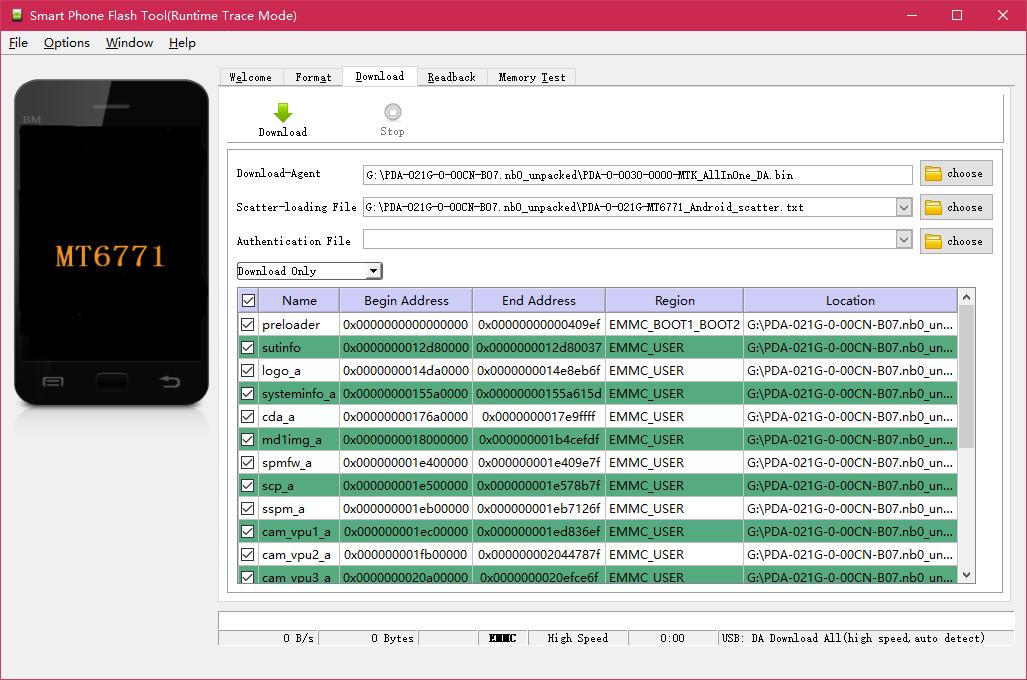 Smart Phone Flash Tool(Runtime Trace Mode)
File Options Window Help
Welcome Format Download Readback Memory Test
BM
MT6771
Download Stop
Download-Agent G:\PDA-021G-0-00CN-B07.nb0_unpacked\PDA-0-0030-0000-MTK_AllInOne_DA.bin choose
Scatter-loading File G:\PDA-021G-0-00CN-B07.nb0_unpacked\PDA-0-021G-MT6771_Android_scatter.txt choose
Authentication File choose
Download Only
Name Begin Address End Address Region Location
preloader 0x0000000000000000 0x00000000000409ef EMMC_BOOT1_BOOT2 G:\PDA-021G-0-00CN-B07.nb0_un...
sutinfo 0x0000000012d80000 0x0000000012d80037 EMMC_USER G:\PDA-021G-0-00CN-B07.nb0_un...
logo_a 0x0000000014da0000 0x0000000014e8eb6f EMMC_USER G:\PDA-021G-0-00CN-B07.nb0_un...
systeminfo_a 0x00000000155a0000 0x00000000155a615d EMMC_USER G:\PDA-021G-0-00CN-B07.nb0_un...
cda_a 0x00000000176a0000 0x0000000017e9ffff EMMC_USER G:\PDA-021G-0-00CN-B07.nb0_un...
md1img_a 0x0000000018000000 0x000000001b4cefdf EMMC_USER G:\PDA-021G-0-00CN-B07.nb0_un...
spmfw_a 0x000000001e400000 0x000000001e409e7f EMMC_USER G:\PDA-021G-0-00CN-B07.nb0_un...
scp_a 0x000000001e500000 0x000000001e578b7f EMMC_USER G:\PDA-021G-0-00CN-B07.nb0_un...
sspm_a 0x000000001eb00000 0x000000001eb7126f EMMC_USER G:\PDA-021G-0-00CN-B07.nb0_un...
cam_vpu1_a 0x000000001ec00000 0x000000001ed836ef EMMC_USER G:\PDA-021G-0-00CN-B07.nb0_un...
cam_vpu2_a 0x000000001fb00000 0x000000002044787f EMMC_USER G:\PDA-021G-0-00CN-B07.nb0_un...
cam_vpu3_a 0x0000000020a00000 0x0000000020efce6f EMMC_USER G:\PDA-021G-0-00CN-B07.nb0_un...
0 B/s 0 Bytes EMMC High Speed 0:00 USB: DA Download All(high speed,auto detect)